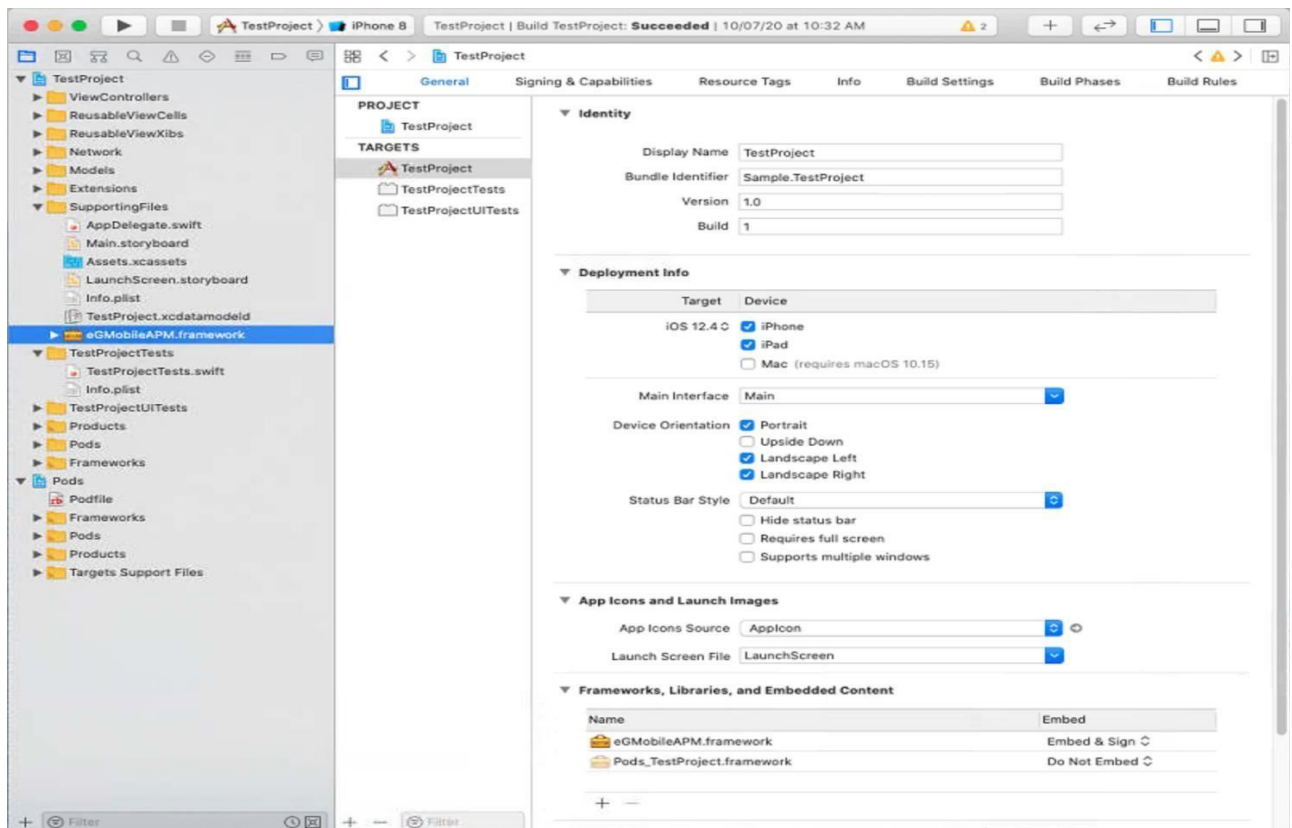 TestProject iPhone 8 TestProject | Build TestProject: Succeeded | 10/07/20 at 10:32 AM 2
TestProject
General Signing & Capabilities Resource Tags Info Build Settings Build Phases Build Rules
TestProject
ViewControllers
ReusableViewCells
ReusableViewXibs
Network
Models
Extensions
SupportingFiles
AppDelegate.swift
Main.storyboard
Assets.xcassets
LaunchScreen.storyboard
Info.plist
TestProject.xcdatamodeld
eGMobileAPM.framework
TestProjectTests
TestProjectTests.swift
Info.plist
TestProjectUITests
Products
Pods
Frameworks
Pods
Podfile
Frameworks
Pods
Products
Targets Support Files
Filter
PROJECT
TestProject
TARGETS
TestProject
TestProjectTests
TestProjectUITests
Filter
Identity
Display Name TestProject
Bundle Identifier Sample.TestProject
Version 1.0
Build 1
Deployment Info
Target Device
iOS 12.4 iPhone
iPad
Mac (requires macOS 10.15)
Main Interface Main
Device Orientation Portrait
Upside Down
Landscape Left
Landscape Right
Status Bar Style Default
Hide status bar
Requires full screen
Supports multiple windows
App Icons and Launch Images
App Icons Source AppIcon
Launch Screen File LaunchScreen
Frameworks, Libraries, and Embedded Content
Name Embed
eGMobileAPM.framework Embed & Sign
Pods_TestProject.framework Do Not Embed